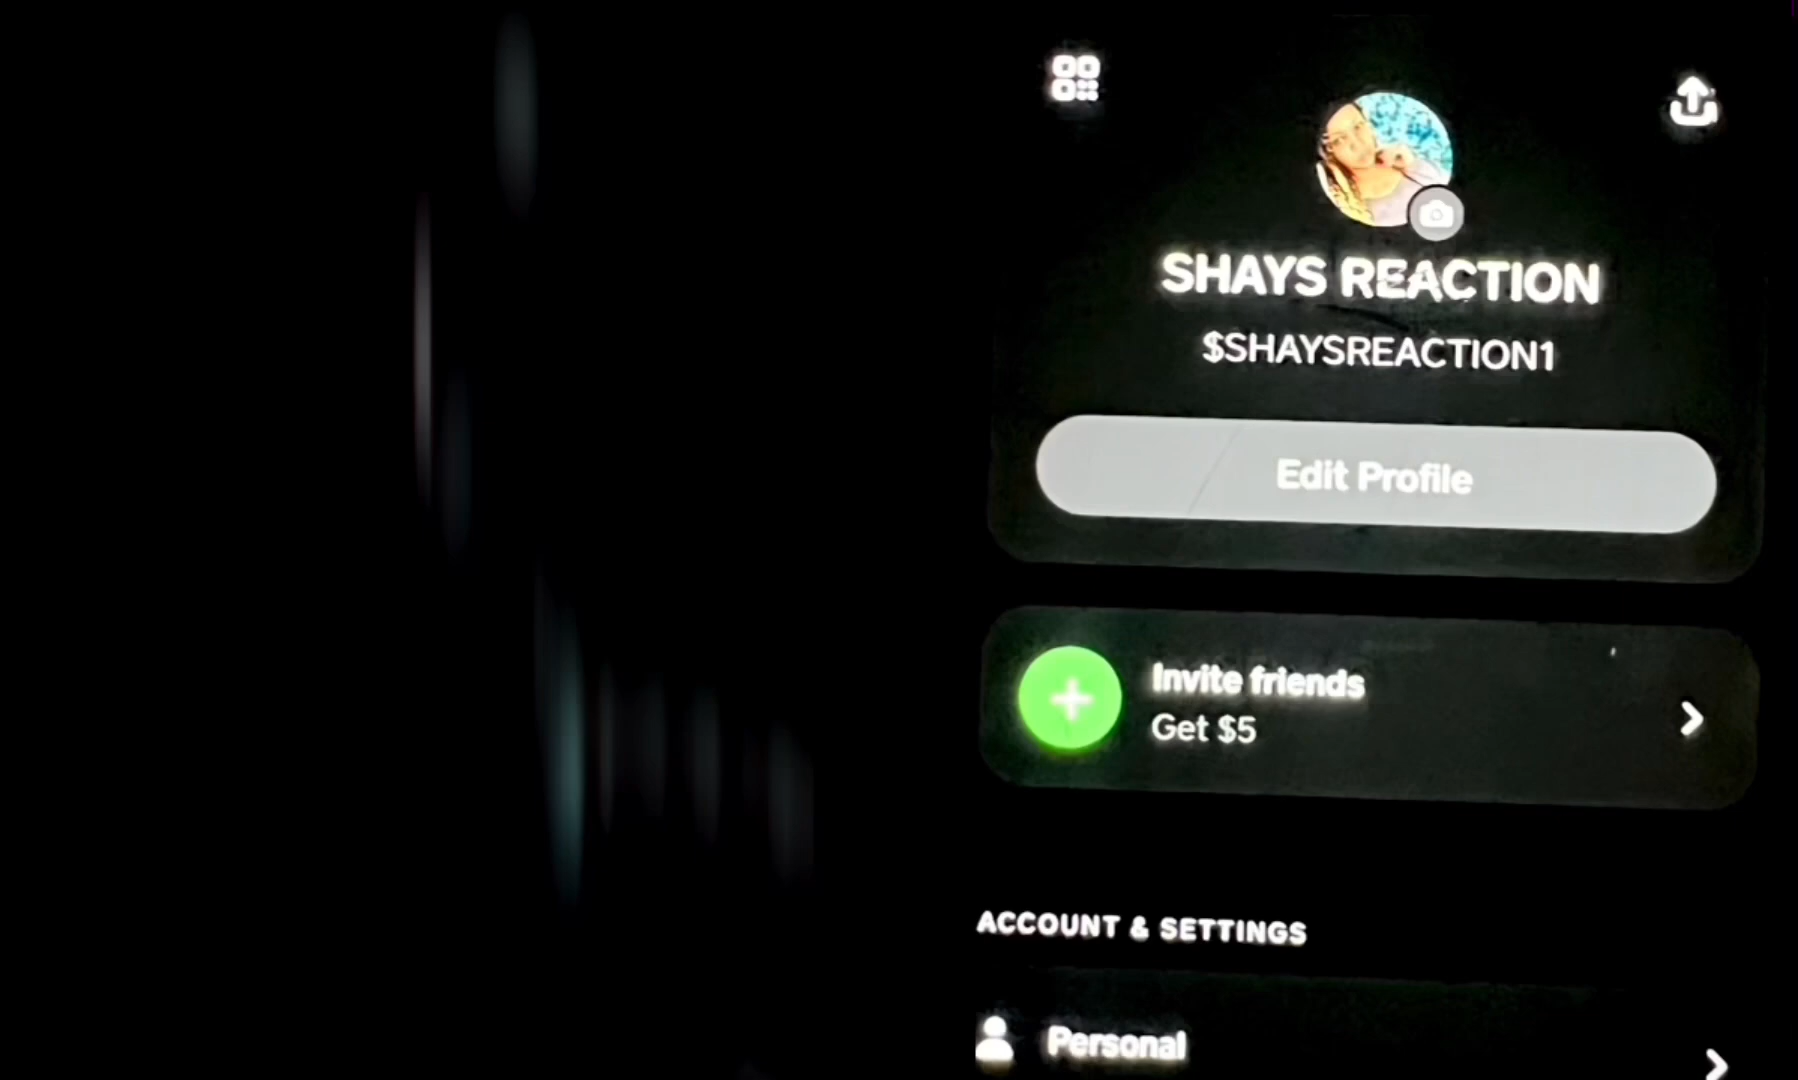 SHAYS REACTION
$SHAYSREACTION1
Edit Profile
Invite friends
Get $5
ACCOUNT & SETTINGS
Personal